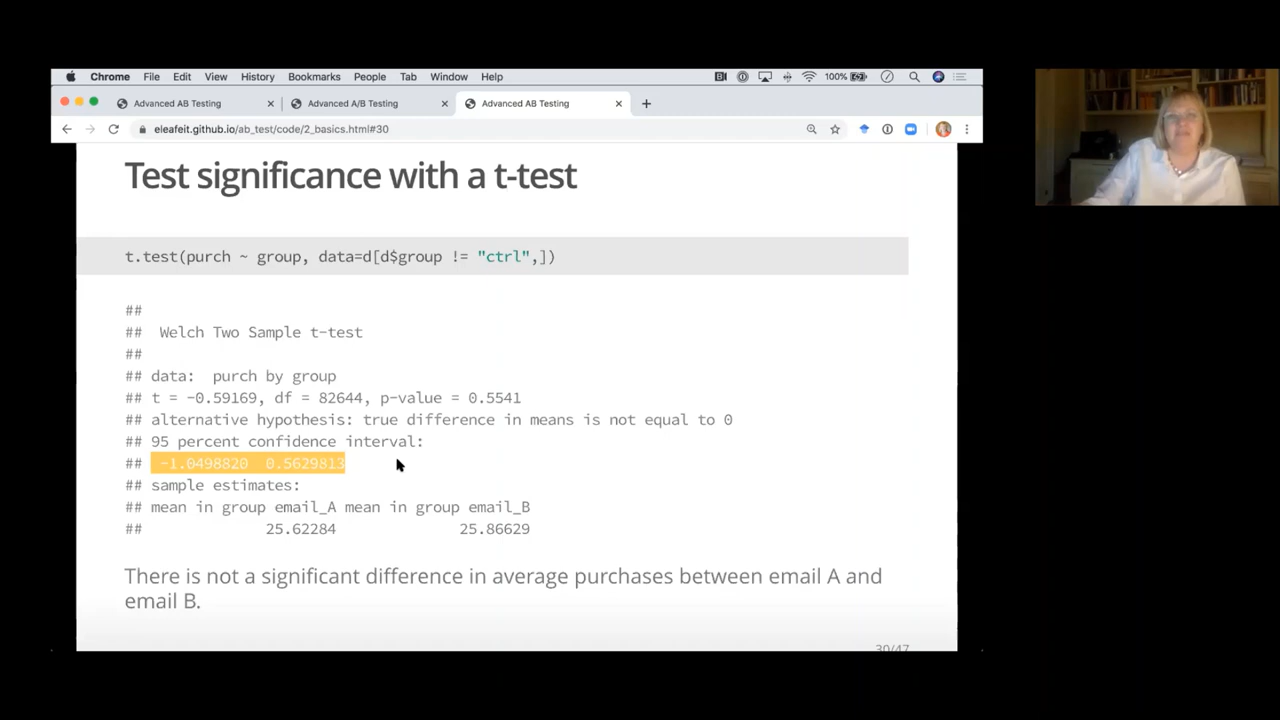 Chrome File Edit View History Bookmarks People Tab Window Help 100%
Advanced AB Testing × Advanced A/B Testing × Advanced AB Testing × +
eleafeit.github.io/ab_test/code/2_basics.html#30
Test significance with a t-test
t.test(purch ~ group, data=d[d$group != "ctrl",])
##
## Welch Two Sample t-test
##
## data: purch by group
## t = -0.59169, df = 82644, p-value = 0.5541
## alternative hypothesis: true difference in means is not equal to 0
## 95 percent confidence interval:
## -1.0498820 0.5629813
## sample estimates:
## mean in group email_A mean in group email_B
## 25.62284 25.86629
There is not a significant difference in average purchases between email A and
email B.
30/47